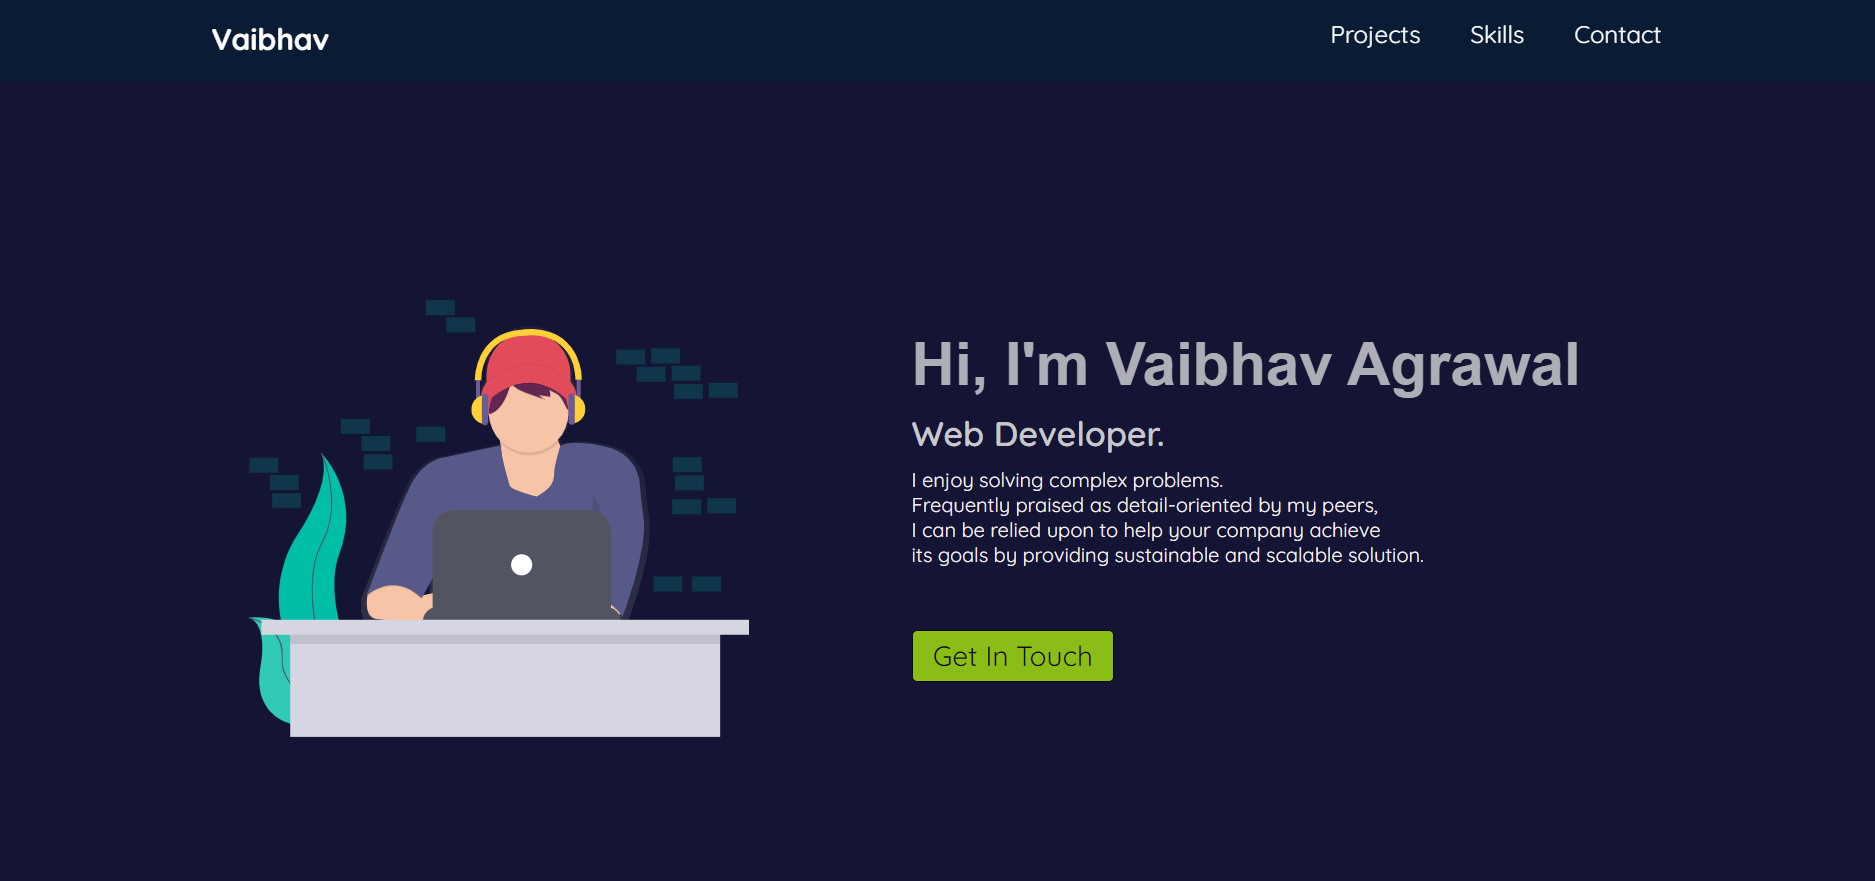 Vaibhav
Projects Skills Contact
Hi, I'm Vaibhav Agrawal
Web Developer.
I enjoy solving complex problems.
Frequently praised as detail-oriented by my peers,
I can be relied upon to help your company achieve
its goals by providing sustainable and scalable solution.
Get In Touch